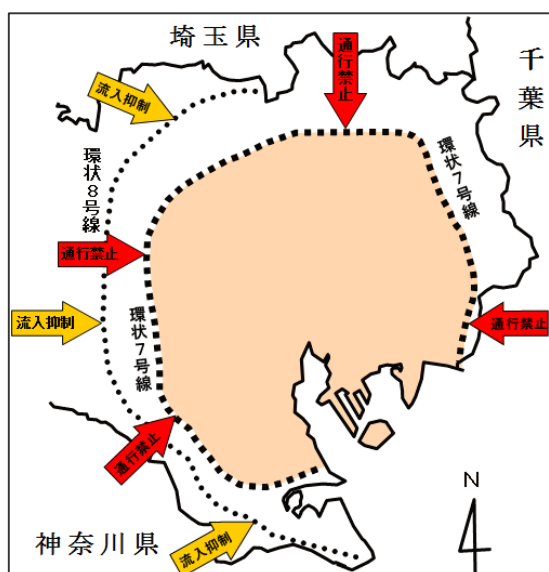 埼玉県
通行禁止
千葉県
流入抑制
環状8号線
環状7号線
通行禁止
流入抑制
環状7号線
通行禁止
通行禁止
N
神奈川県
流入抑制